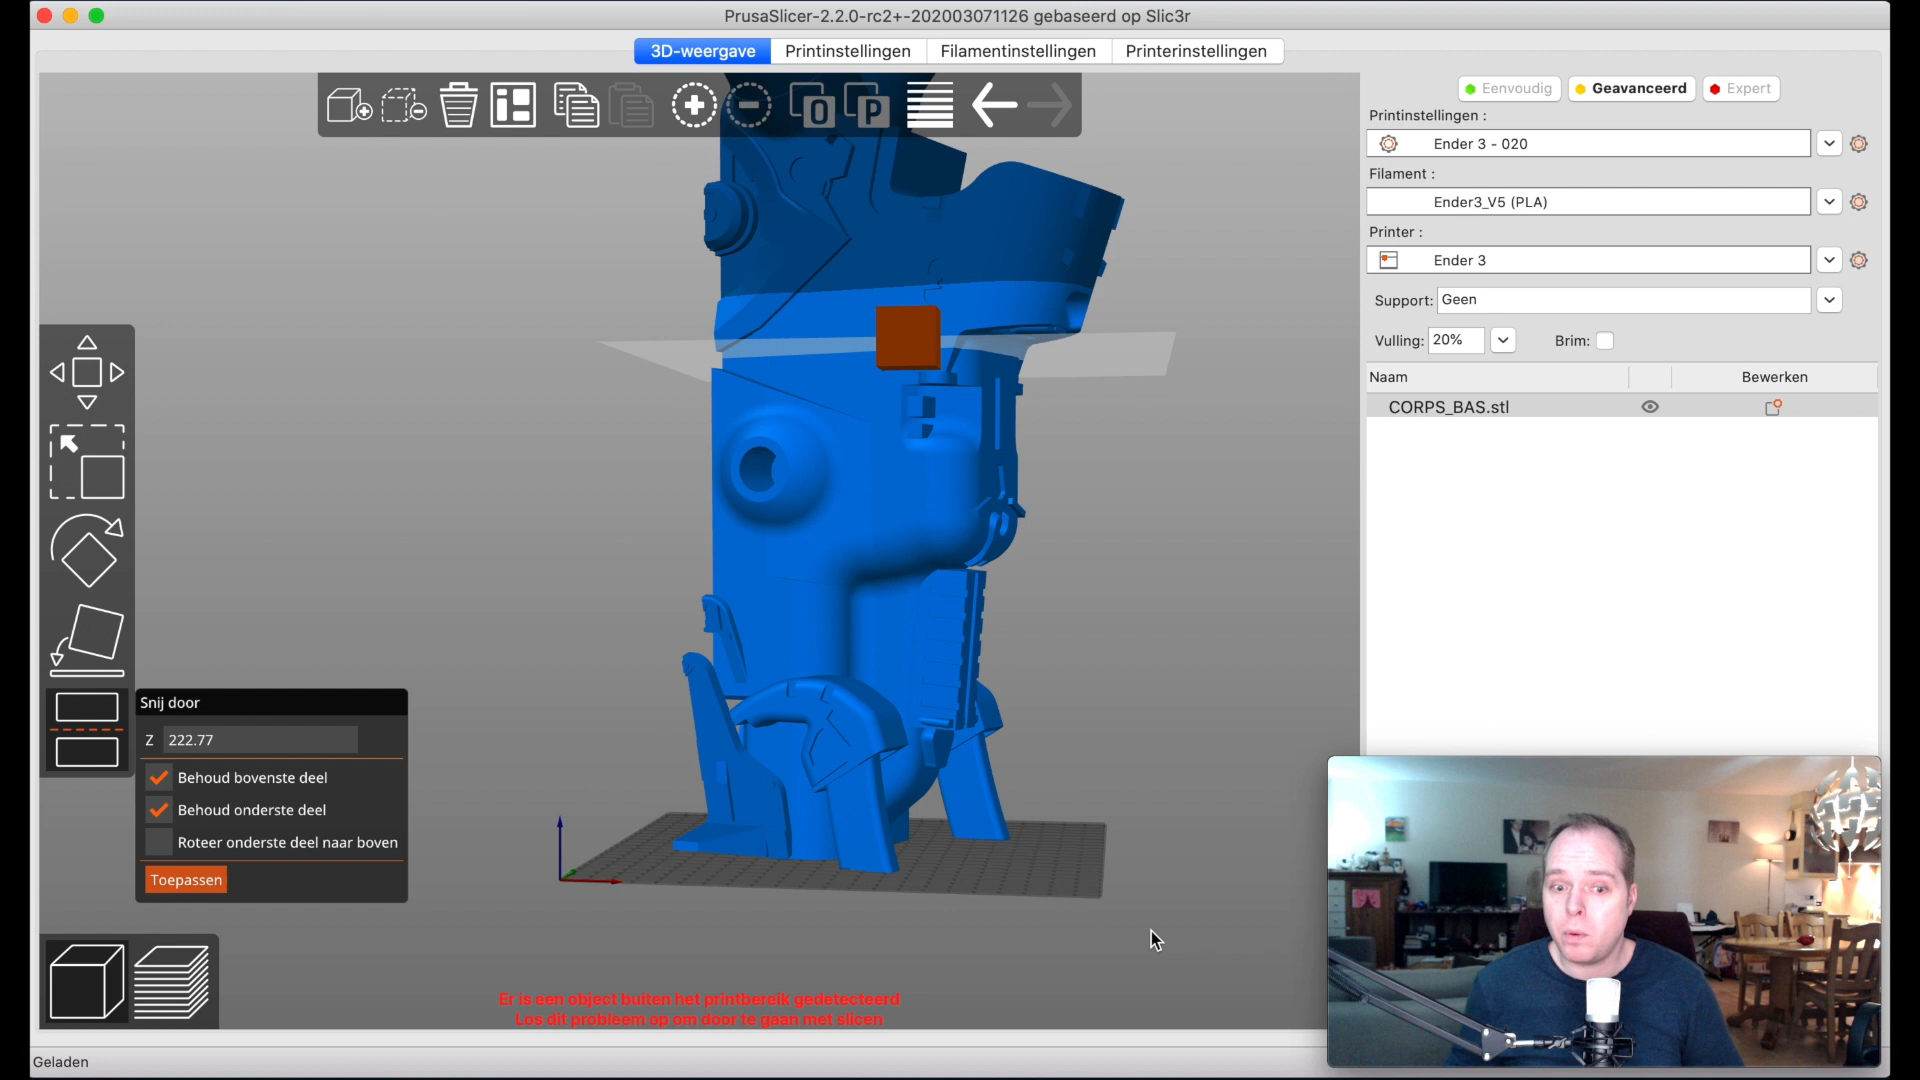 PrusaSlicer-2.2.0-rc2+-202003071126 gebaseerd op Slic3r
3D-weergave
Printinstellingen
Filamentinstellingen
Printerinstellingen
Eenvoudig
Geavanceerd
Expert
Printinstellingen :
Ender 3 - 020
Filament :
Ender3_V5 (PLA)
Printer :
Ender 3
Support: Geen
Vulling: 20%
Brim:
Naam
Bewerken
CORPS_BAS.stl
O
P
Snij door
Z 222.77
Behoud bovenste deel
Behoud onderste deel
Roteer onderste deel naar boven
Toepassen
Er is een object buiten het printbereik gedetecteerd
Los dit probleem op om door te gaan met slicen
Geladen